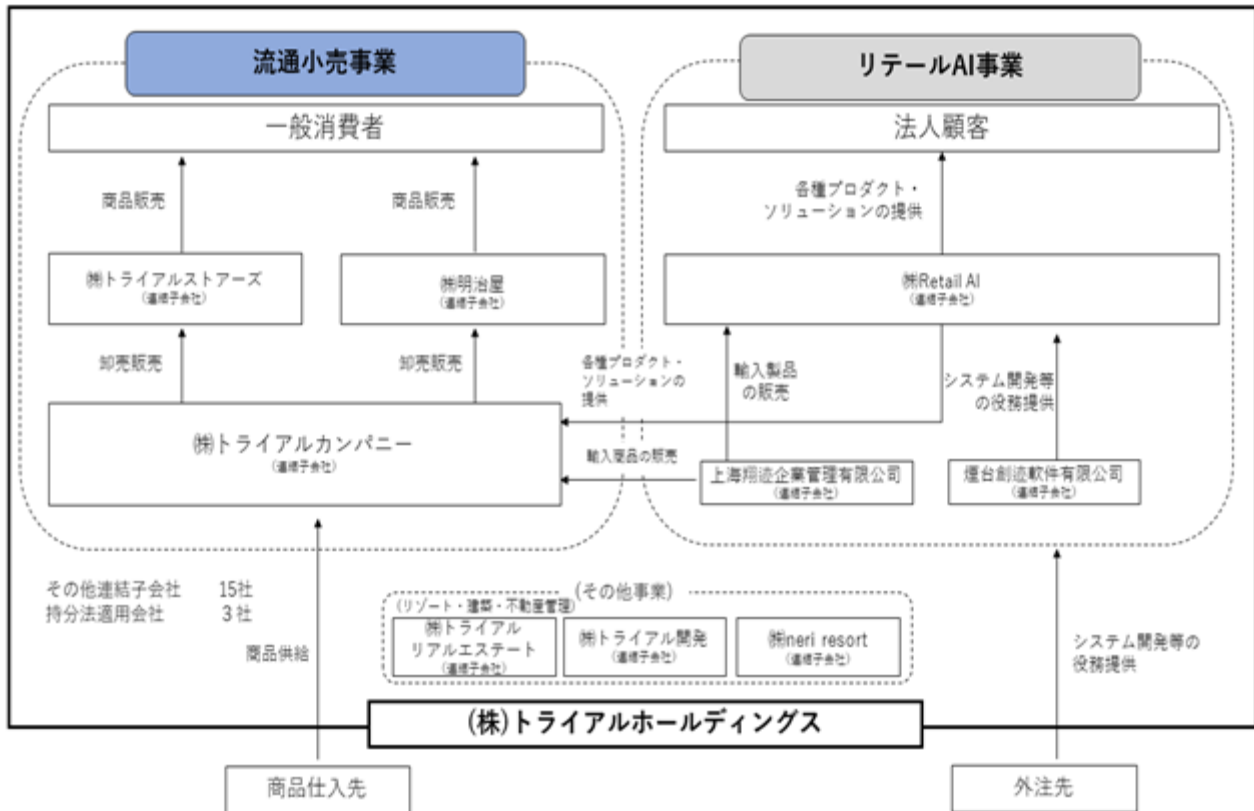 流通小売事業
リテールAI事業
一般消費者
法人顧客
商品販売
商品販売
各種プロダクト・
ソリューションの提供
㈱トライアルストアーズ
(連結子会社)
㈱明治屋
(連結子会社)
㈱Retail AI
(連結子会社)
卸売販売
卸売販売
各種プロダクト・
ソリューションの
提供
輸入製品
の販売
システム開発等
の役務提供
㈱トライアルカンパニー
(連結子会社)
輸入商品の販売
上海翔迹企業管理有限公司
(連結子会社)
煙台創迹軟件有限公司
(連結子会社)
その他連結子会社 15社
持分法適用会社 3社
商品供給
(その他事業)
(リゾート・建築・不動産管理)
㈱トライアル
リアルエステート
(連結子会社)
㈱トライアル開発
(連結子会社)
㈱neri resort
(連結子会社)
システム開発等の
役務提供
(株)トライアルホールディングス
商品仕入先
外注先